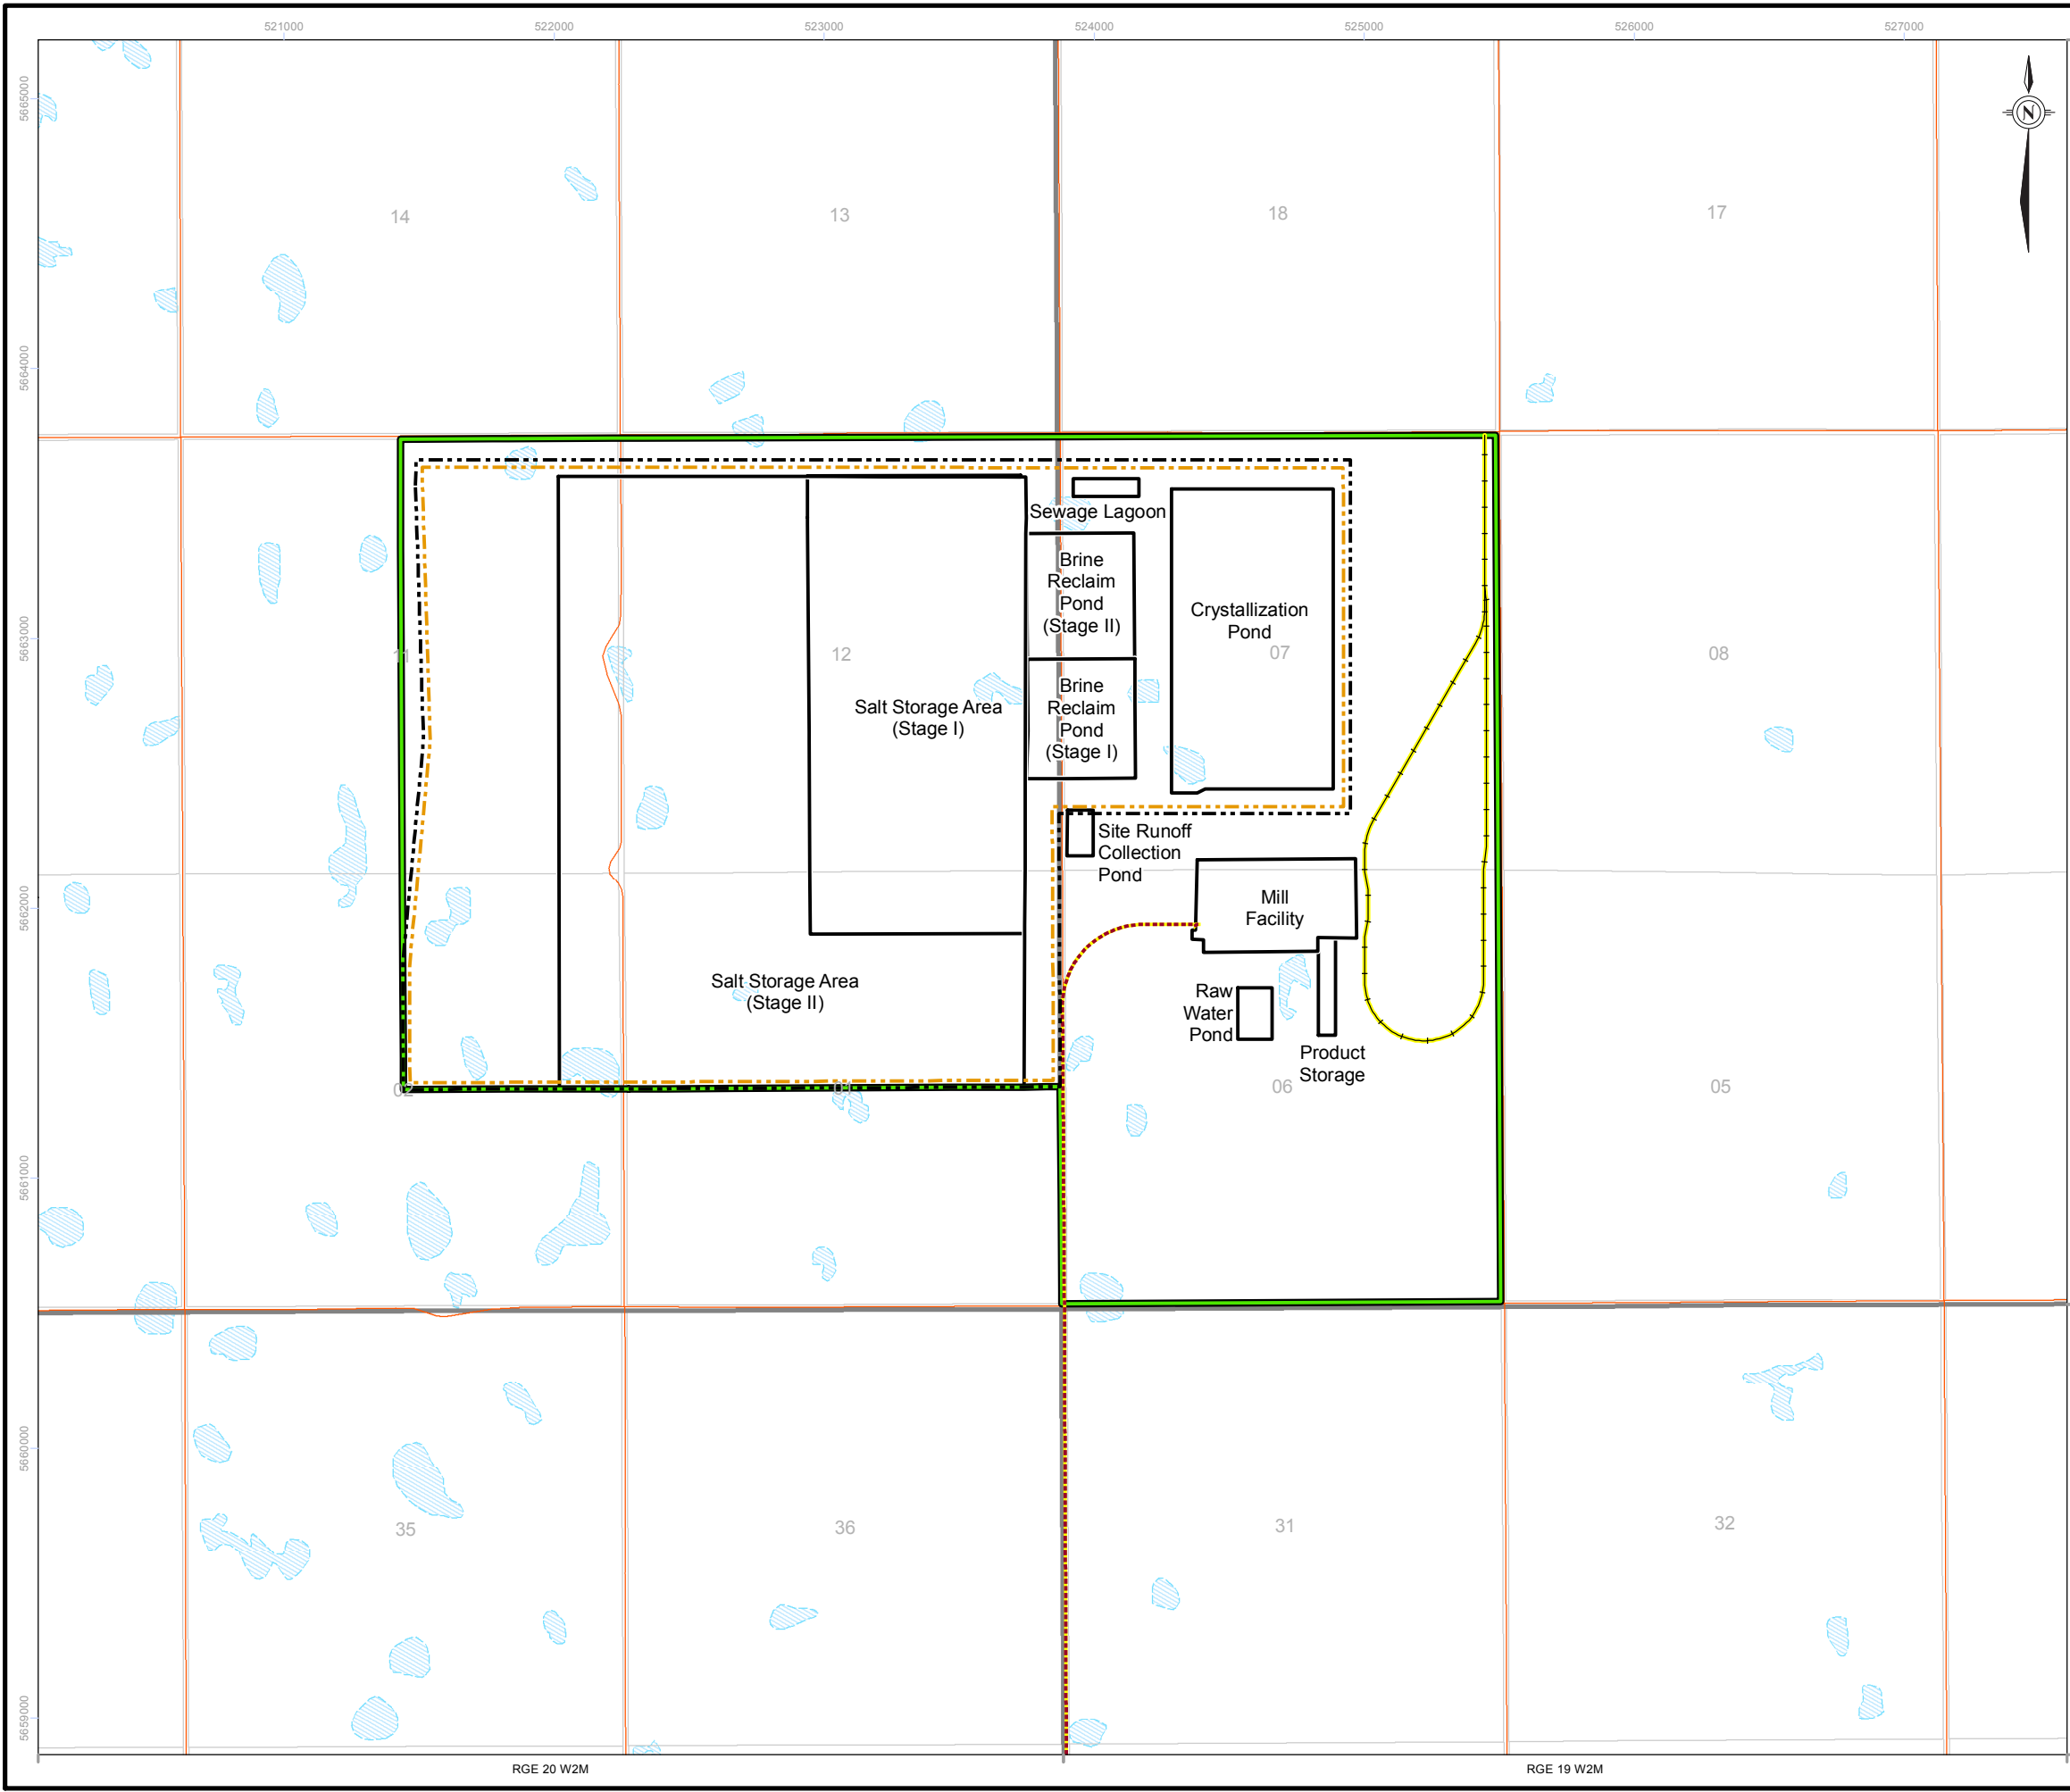 521000
522000
523000
524000
525000
526000
527000
5665000
N
14
13
18
17
5664000
Sewage Lagoon
Brine
Reclaim
Pond
(Stage II)
Crystallization
Pond
5663000
11
12
07
08
Brine
Reclaim
Pond
(Stage I)
Salt Storage Area
(Stage I)
Site Runoff
Collection
Pond
5662000
Mill
Facility
Salt Storage Area
(Stage II)
Raw
Water
Pond
Product
Storage
02
01
06
05
5661000
5660000
35
36
31
32
5659000
RGE 20 W2M
RGE 19 W2M